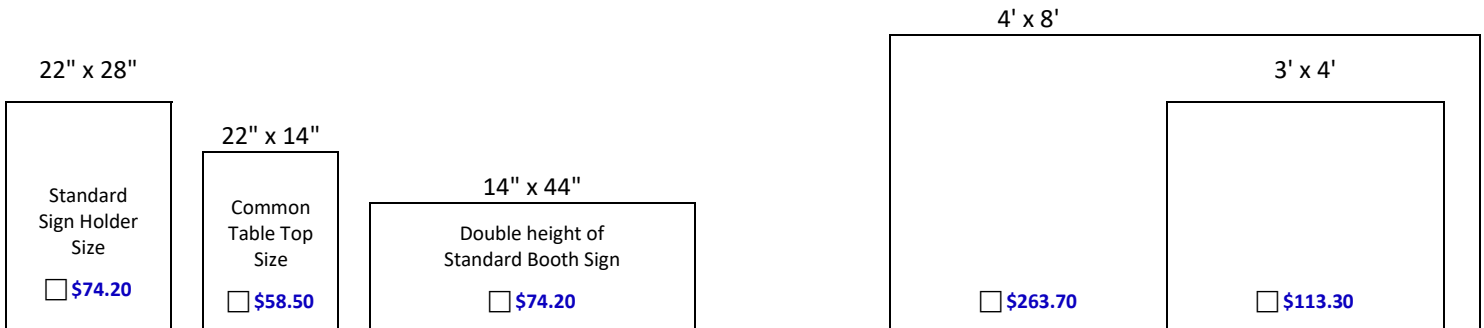 4' x 8'
22" x 28"
3' x 4'
22" x 14"
14" x 44"
Standard
Sign Holder
Size
$74.20
Common
Table Top
Size
$58.50
Double height of
Standard Booth Sign
$74.20
$263.70
$113.30